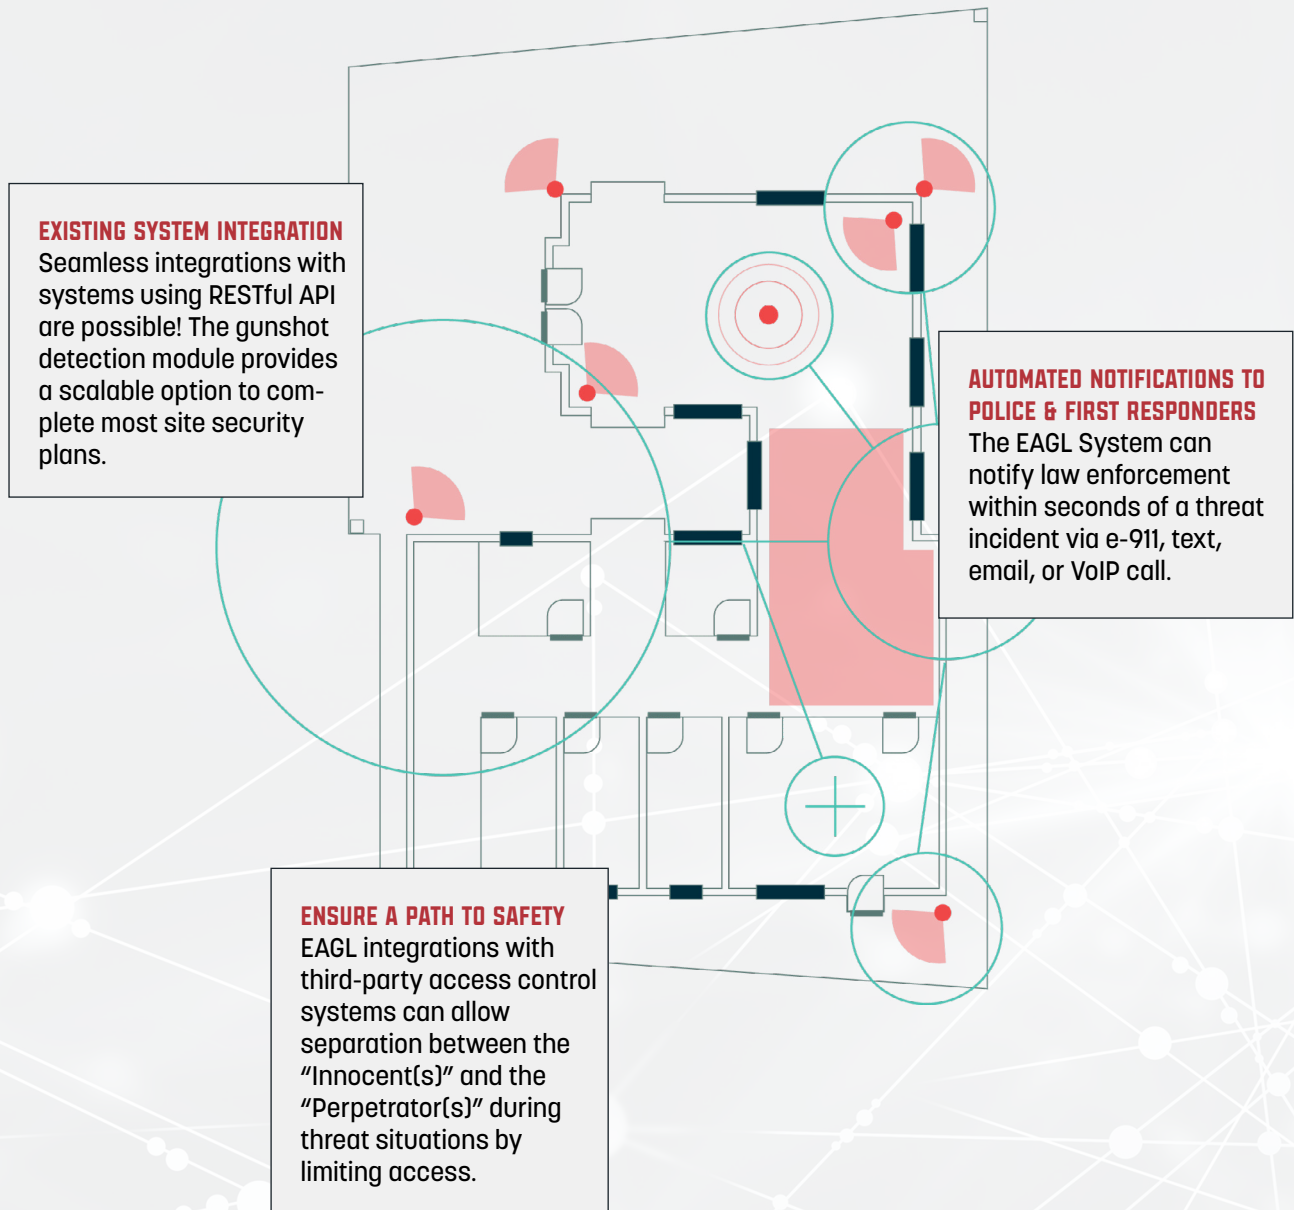 EXISTING SYSTEM INTEGRATION
Seamless integrations with
systems using RESTful API
are possible! The gunshot
detection module provides
a scalable option to com-
plete most site security
plans.
AUTOMATED NOTIFICATIONS TO
POLICE & FIRST RESPONDERS
The EAGL System can
notify law enforcement
within seconds of a threat
incident via e-911, text,
email, or VoIP call.
ENSURE A PATH TO SAFETY
EAGL integrations with
third-party access control
systems can allow
separation between the
“Innocent(s)” and the
“Perpetrator(s)” during
threat situations by
limiting access.